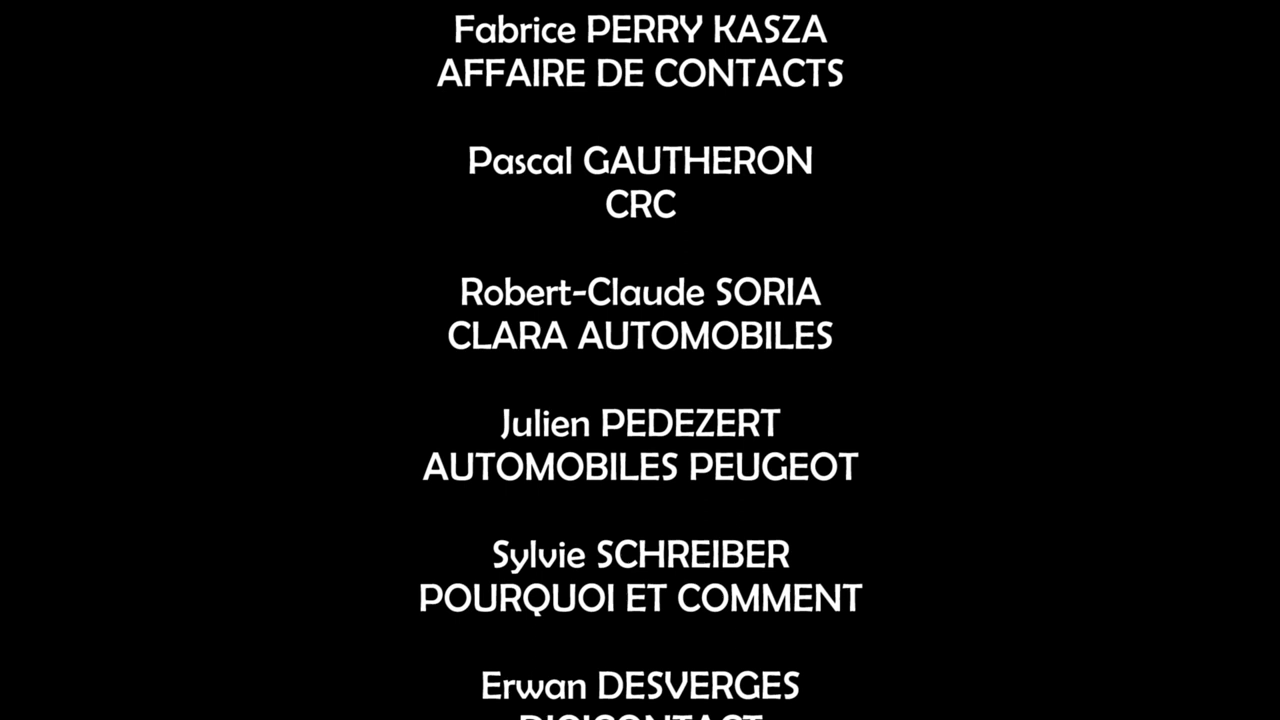 Fabrice PERRY KASZA
AFFAIRE DE CONTACTS
Pascal GAUTHERON
CRC
Robert-Claude SORIA
CLARA AUTOMOBILES
Julien PEDEZERT
AUTOMOBILES PEUGEOT
Sylvie SCHREIBER
POURQUOI ET COMMENT
Erwan DESVERGES